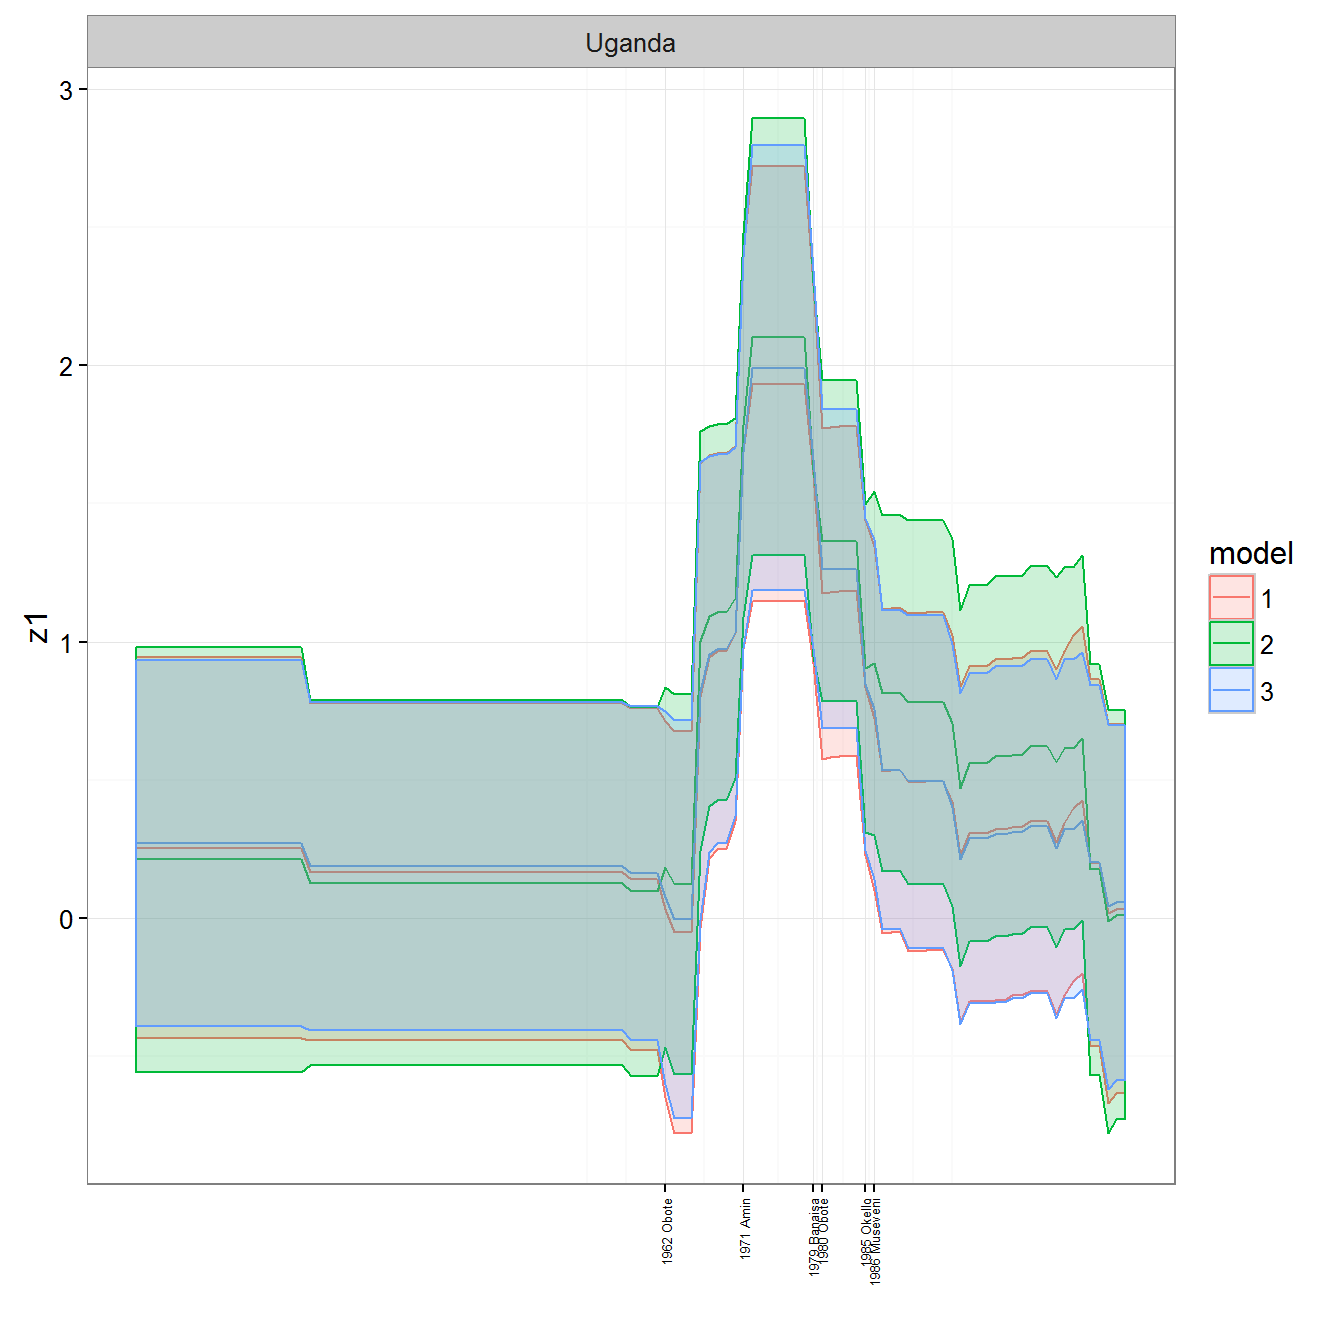 Uganda
z1
3
2
1
0
1962 Obote
1971 Amin
1979 Banaisa
1980 Obote
1985 Okello
1986 Museveni
model
1
2
3